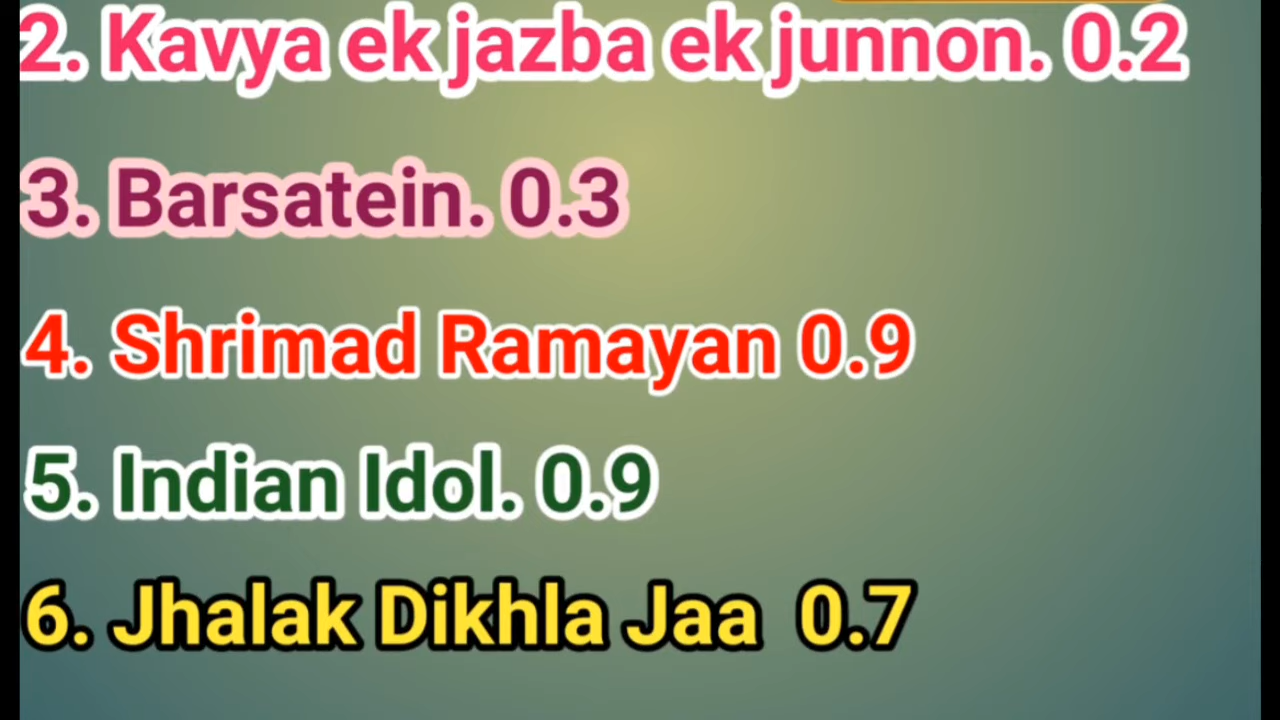 2. Kavya ek jazba ek junnon. 0.2
3. Barsatein. 0.3
4. Shrimad Ramayan 0.9
5. Indian Idol. 0.9
6. Jhalak Dikhla Jaa 0.7